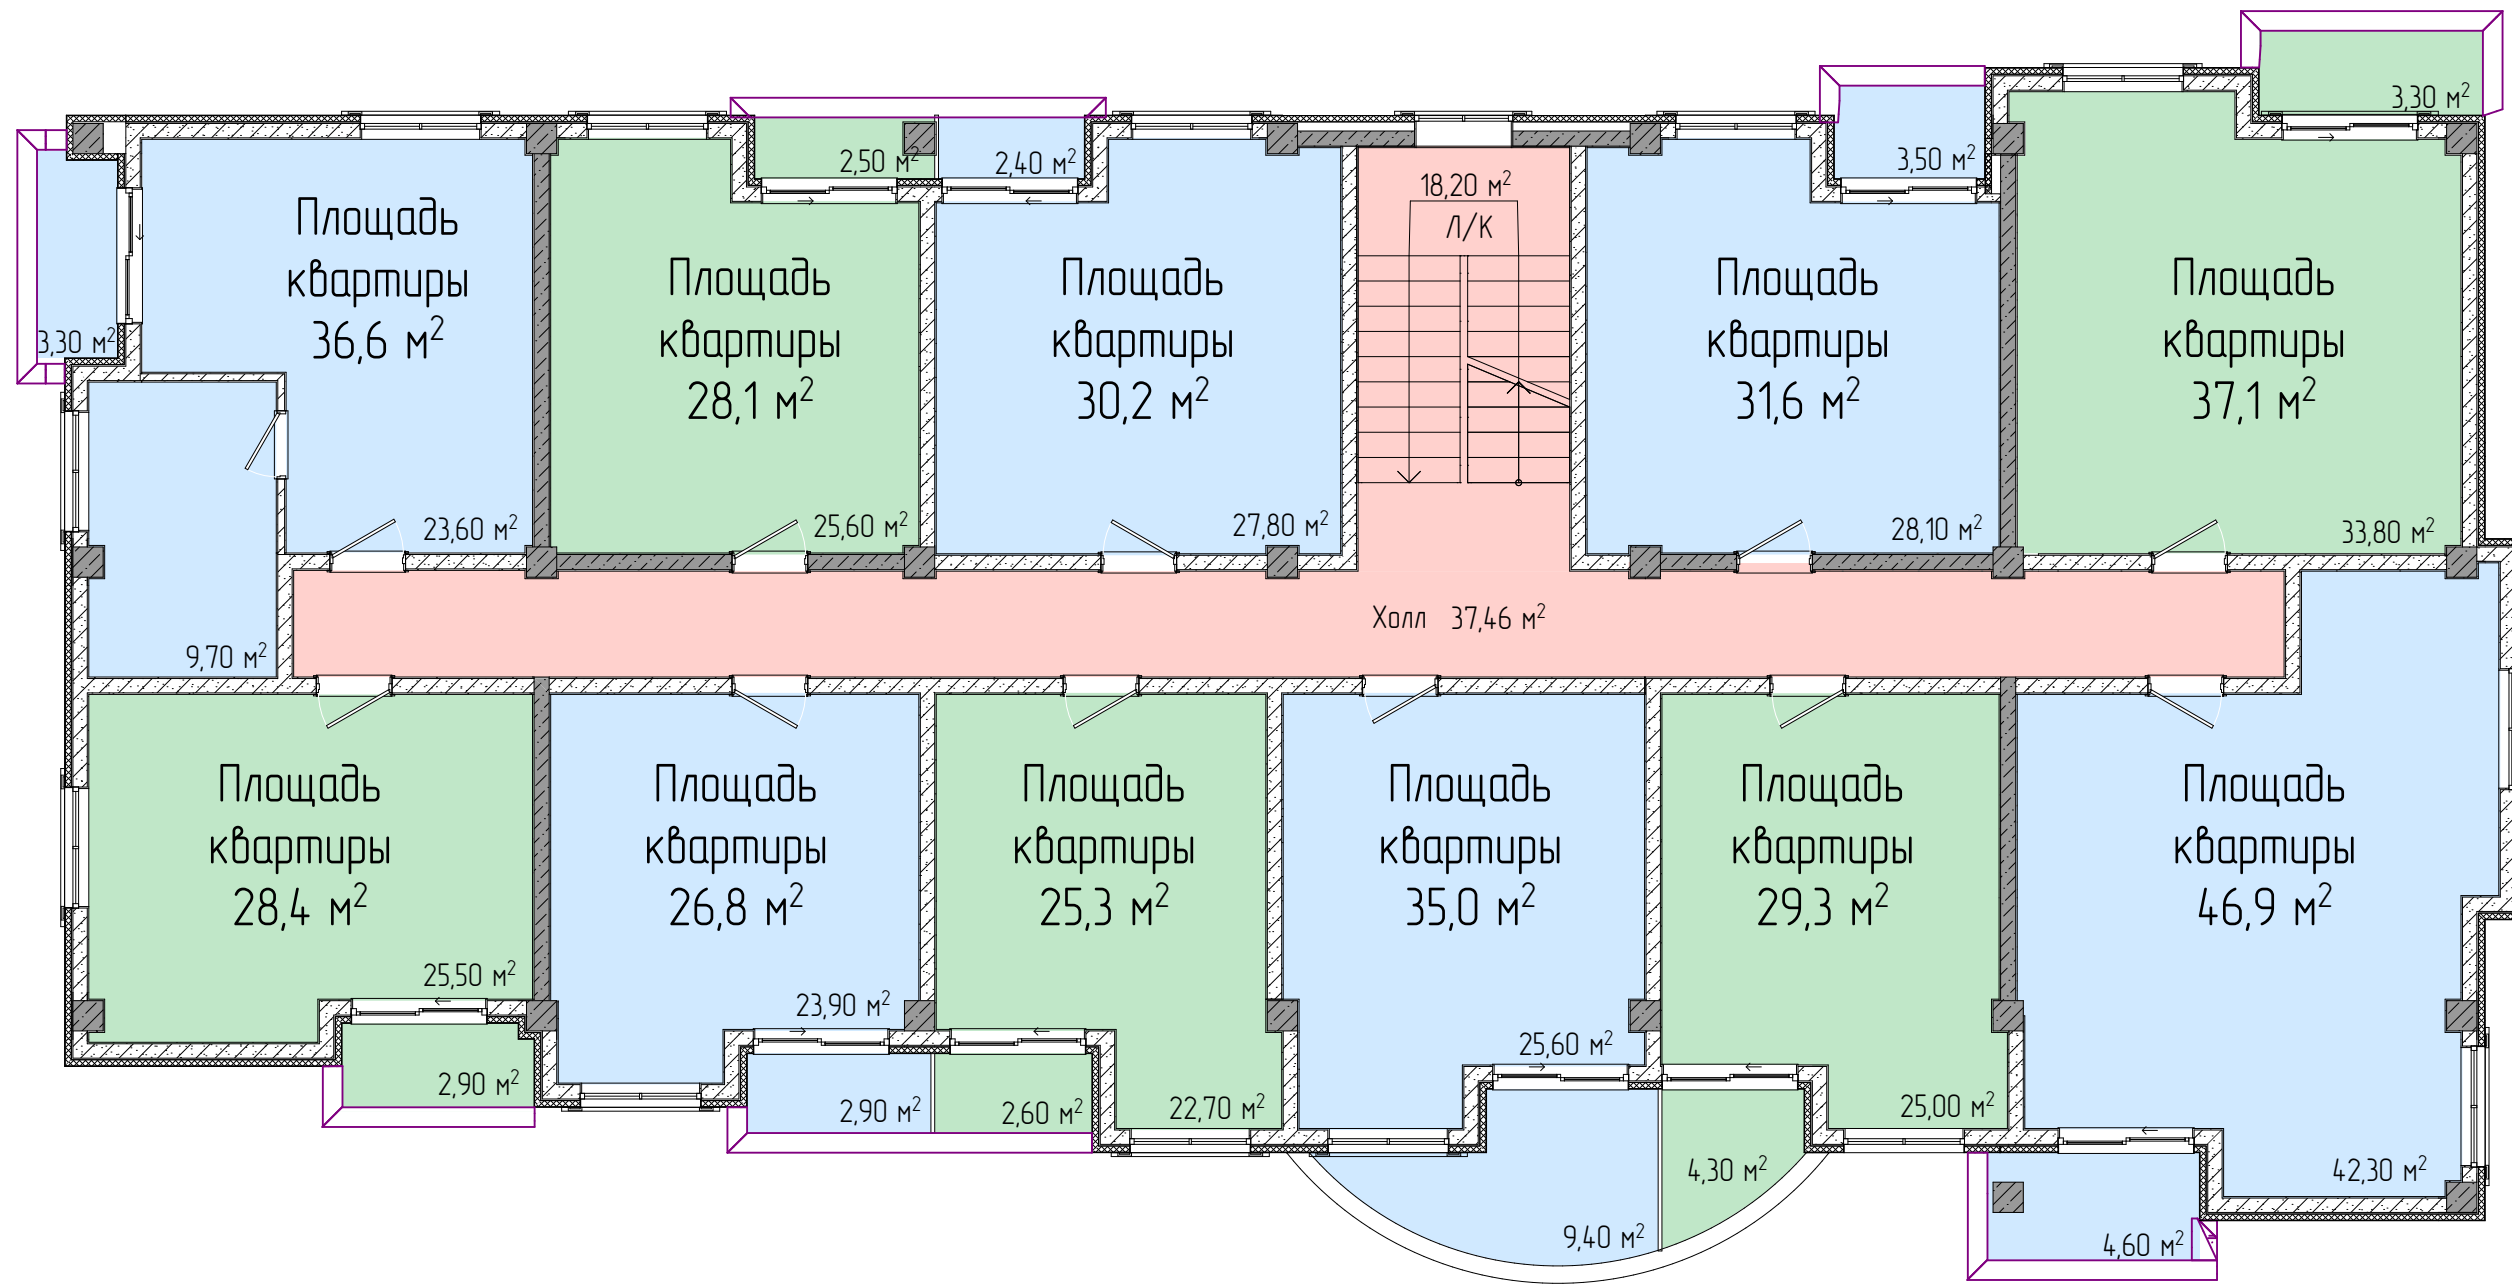 3,30 м²
2,50 м²
2,40 м²
3,50 м²
18,20 м²
Л/К
Площадь
квартиры
36,6 м²
3,30 м²
23,60 м²
9,70 м²
Площадь
квартиры
28,1 м²
25,60 м²
Площадь
квартиры
30,2 м²
27,80 м²
Площадь
квартиры
31,6 м²
28,10 м²
Площадь
квартиры
37,1 м²
33,80 м²
Холл 37,46 м²
Площадь
квартиры
28,4 м²
25,50 м²
2,90 м²
Площадь
квартиры
26,8 м²
23,90 м²
2,90 м²
Площадь
квартиры
25,3 м²
22,70 м²
2,60 м²
Площадь
квартиры
35,0 м²
25,60 м²
9,40 м²
Площадь
квартиры
29,3 м²
25,00 м²
4,30 м²
Площадь
квартиры
46,9 м²
42,30 м²
4,60 м²